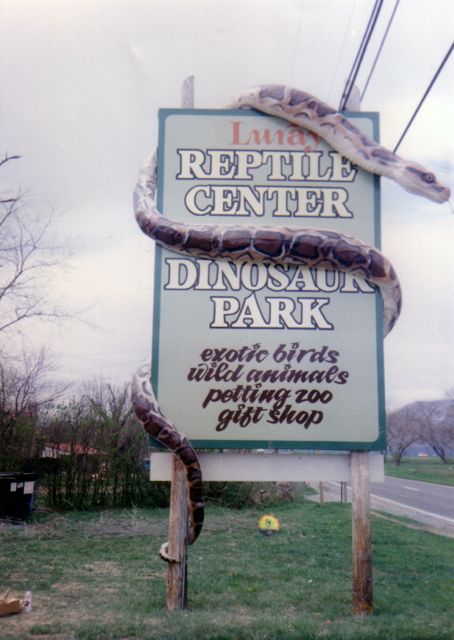 Luray
REPTILE
CENTER
DINOSAUR
PARK
exotic birds
wild animals
petting zoo
gift shop